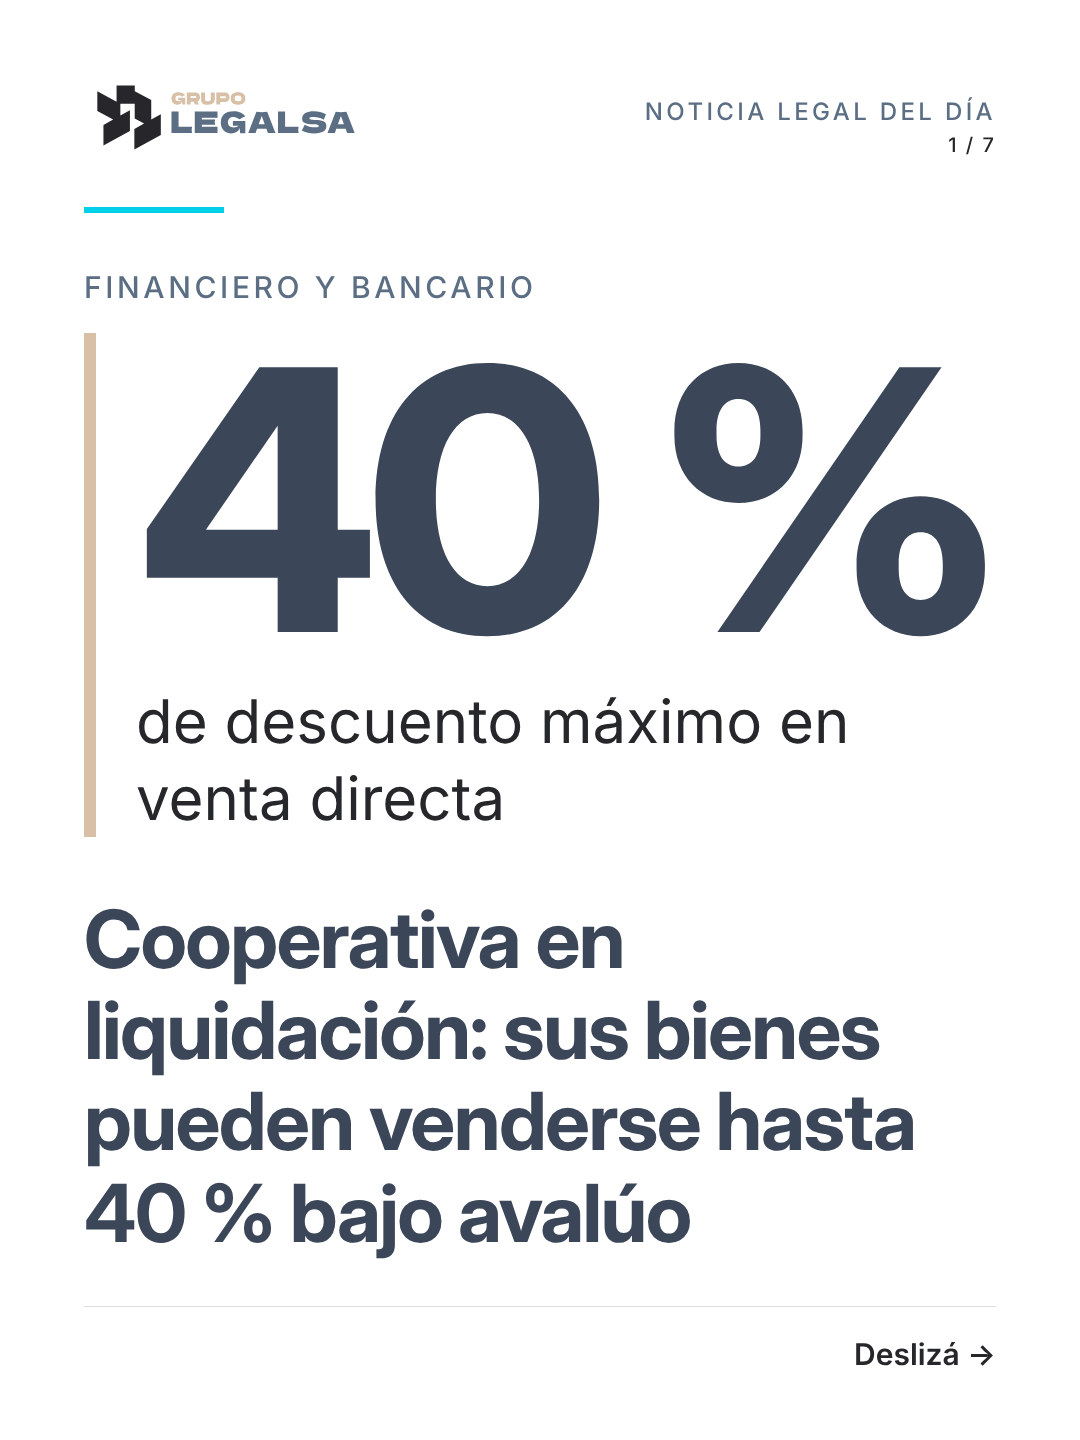 GRUPO
LEGALSA
NOTICIA LEGAL DEL DÍA
1 / 7
FINANCIERO Y BANCARIO
40 %
de descuento máximo en
venta directa
Cooperativa en
liquidación: sus bienes
pueden venderse hasta
40 % bajo avalúo
Deslizá →